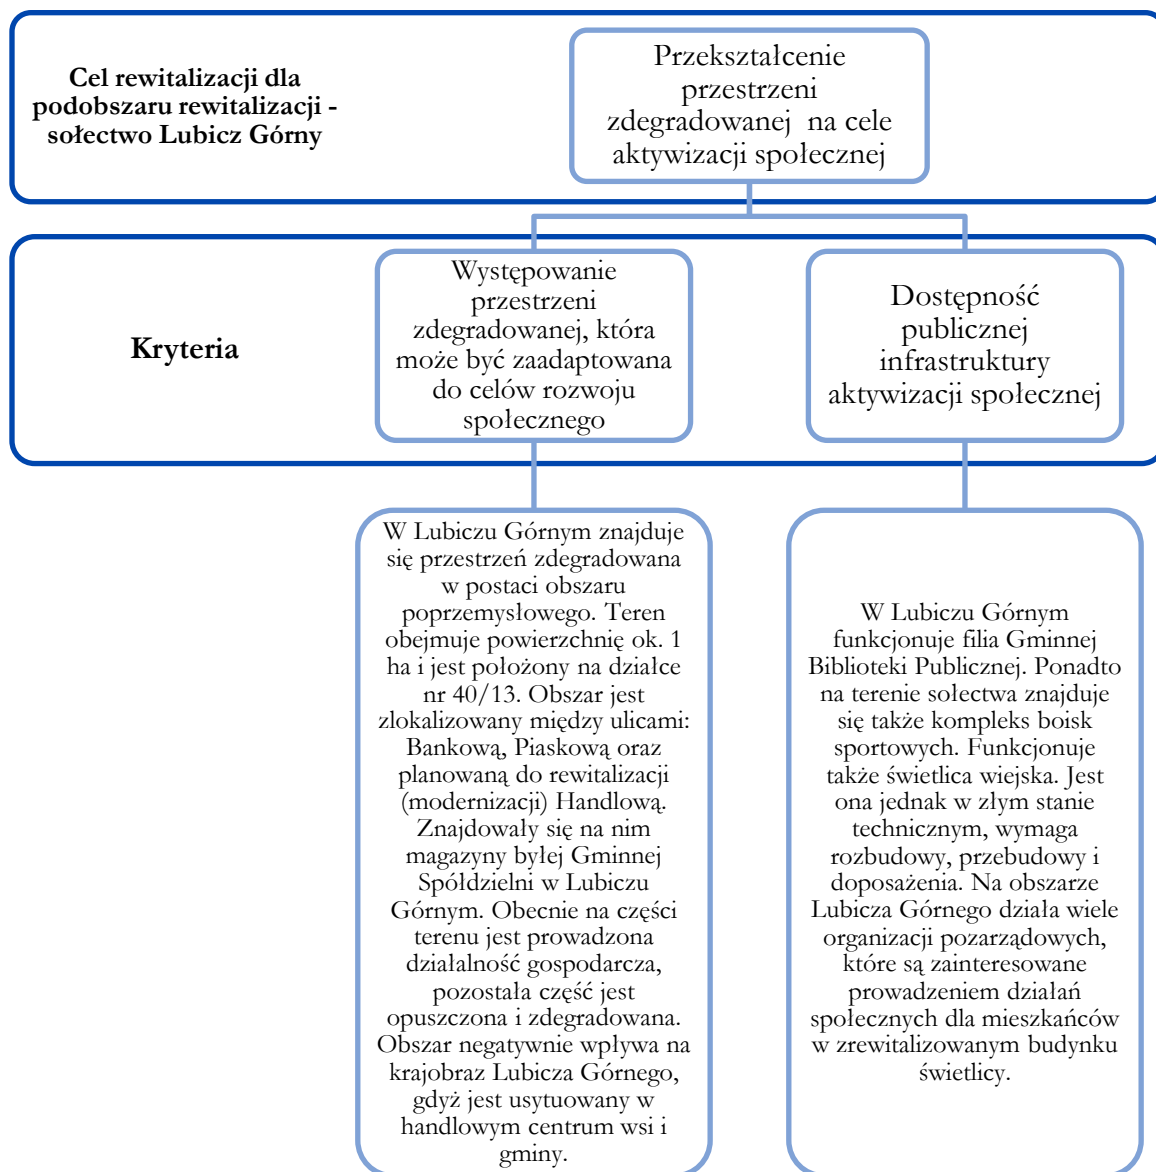 Cel rewitalizacji dla
podobszaru rewitalizacji -
sołectwo Lubicz Górny
Przekształcenie
przestrzeni
zdegradowanej na cele
aktywizacji społecznej
Kryteria
Występowanie
przestrzeni
zdegradowanej, która
może być zaadaptowana
do celów rozwoju
społecznego
Dostępność
publicznej
infrastruktury
aktywizacji społecznej
W Lubiczu Górnym znajduje
się przestrzeń zdegradowana
w postaci obszaru
poprzemysłowego. Teren
obejmuje powierzchnię ok. 1
ha i jest położony na działce
nr 40/13. Obszar jest
zlokalizowany między ulicami:
Bankową, Piaskową oraz
planowaną do rewitalizacji
(modernizacji) Handlową.
Znajdowały się na nim
magazyny byłej Gminnej
Spółdzielni w Lubiczu
Górnym. Obecnie na części
terenu jest prowadzona
działalność gospodarcza,
pozostała część jest
opuszczona i zdegradowana.
Obszar negatywnie wpływa na
krajobraz Lubicza Górnego,
gdyż jest usytuowany w
handlowym centrum wsi i
gminy.
W Lubiczu Górnym
funkcjonuje filia Gminnej
Biblioteki Publicznej. Ponadto
na terenie sołectwa znajduje
się także kompleks boisk
sportowych. Funkcjonuje
także świetlica wiejska. Jest
ona jednak w złym stanie
technicznym, wymaga
rozbudowy, przebudowy i
doposażenia. Na obszarze
Lubicza Górnego działa wiele
organizacji pozarządowych,
które są zainteresowane
prowadzeniem działań
społecznych dla mieszkańców
w zrewitalizowanym budynku
świetlicy.